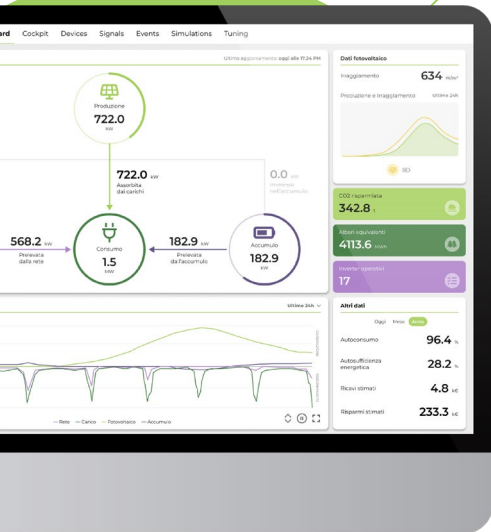 ard Cockpit Devices Signals Events Simulations Tuning
Ultimo aggiornamento: oggi alle 17:24 PM
Produzione
722.0
kW
722.0 kW
Assorbita
dai carichi
0.0 kW
Immessa
nell'accumulo
568.2 kW
Prelevata
dalla rete
Consumo
1.5
MW
182.9 kW
Prelevata
dall'accumulo
Accumulo
182.9
kW
Ultime 24h
Rete Carico Fotovoltaico Accumulo
Dati fotovoltaico
Irraggiamento 634
Produzione e Irraggiamento Ultime 24h
CO2 risparmiata
342.8 t
Alberi equivalenti
4113.6
Inverter operativi
17
Altri dati
Oggi Mese Anno
Autoconsumo 96.4 %
Autosufficienza
energetica 28.2 %
Ricavi stimati 4.8 k€
Risparmi stimati 233.3 k€